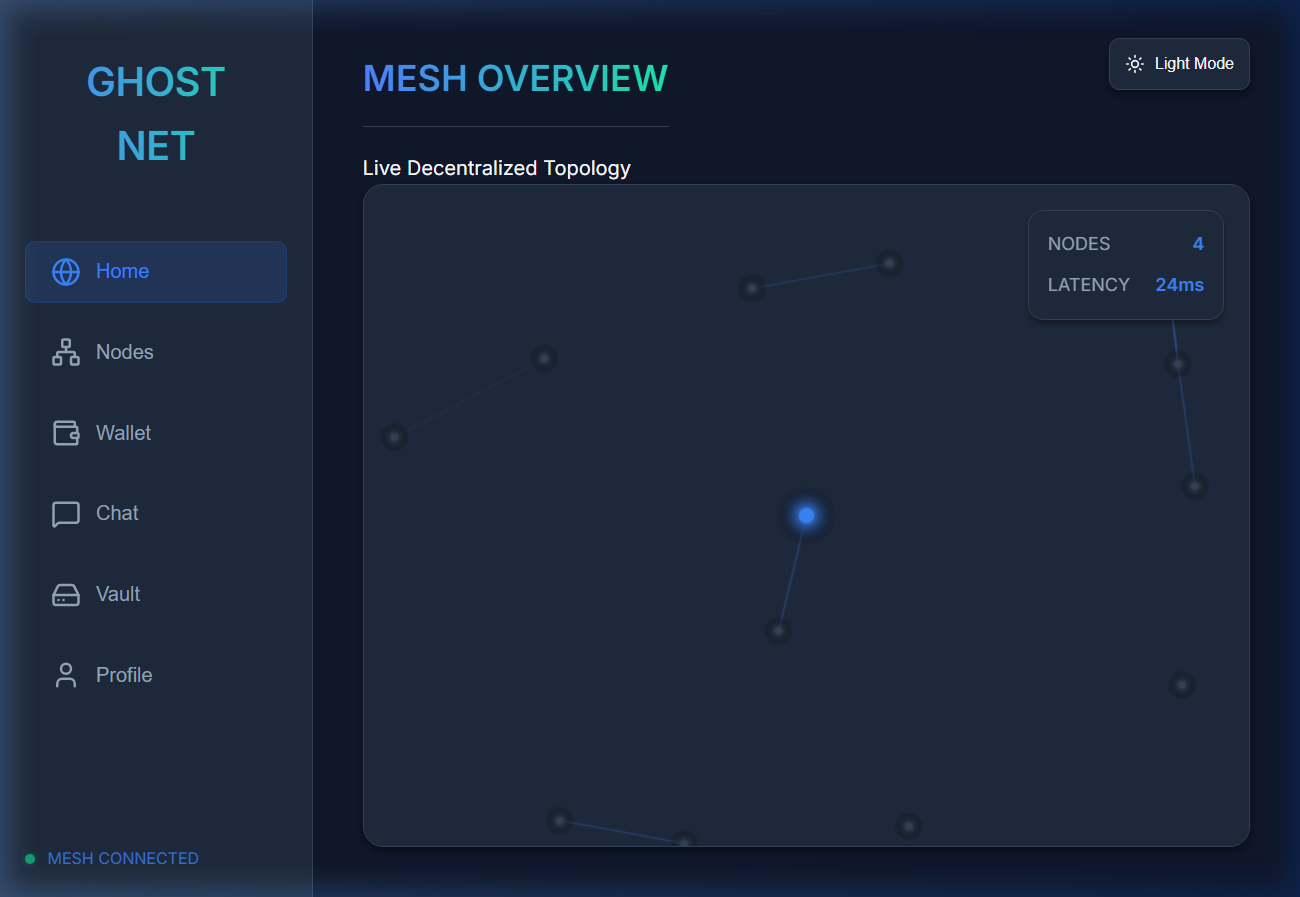 GHOST
NET
Home
Nodes
Wallet
Chat
Vault
Profile
MESH CONNECTED
MESH OVERVIEW
Light Mode
Live Decentralized Topology
NODES 4
LATENCY 24ms